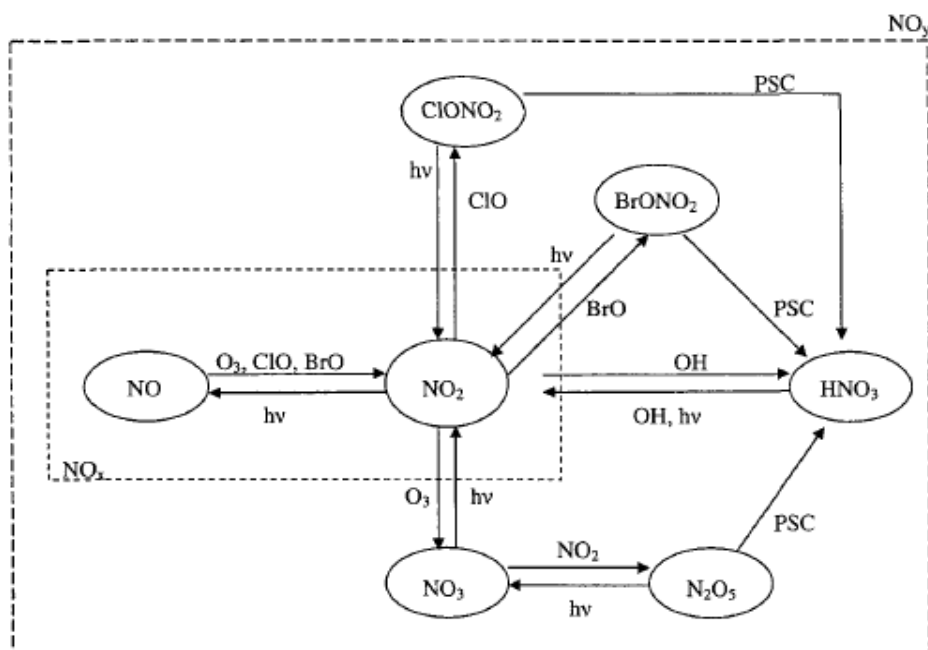 NOy
ClONO₂
PSC
hν
ClO
BrONO₂
hν
BrO
PSC
O₃, ClO, BrO
OH
NO
NO₂
HNO₃
hν
OH, hν
NOₓ
O₃
hν
PSC
NO₂
NO₃
N₂O₅
hν